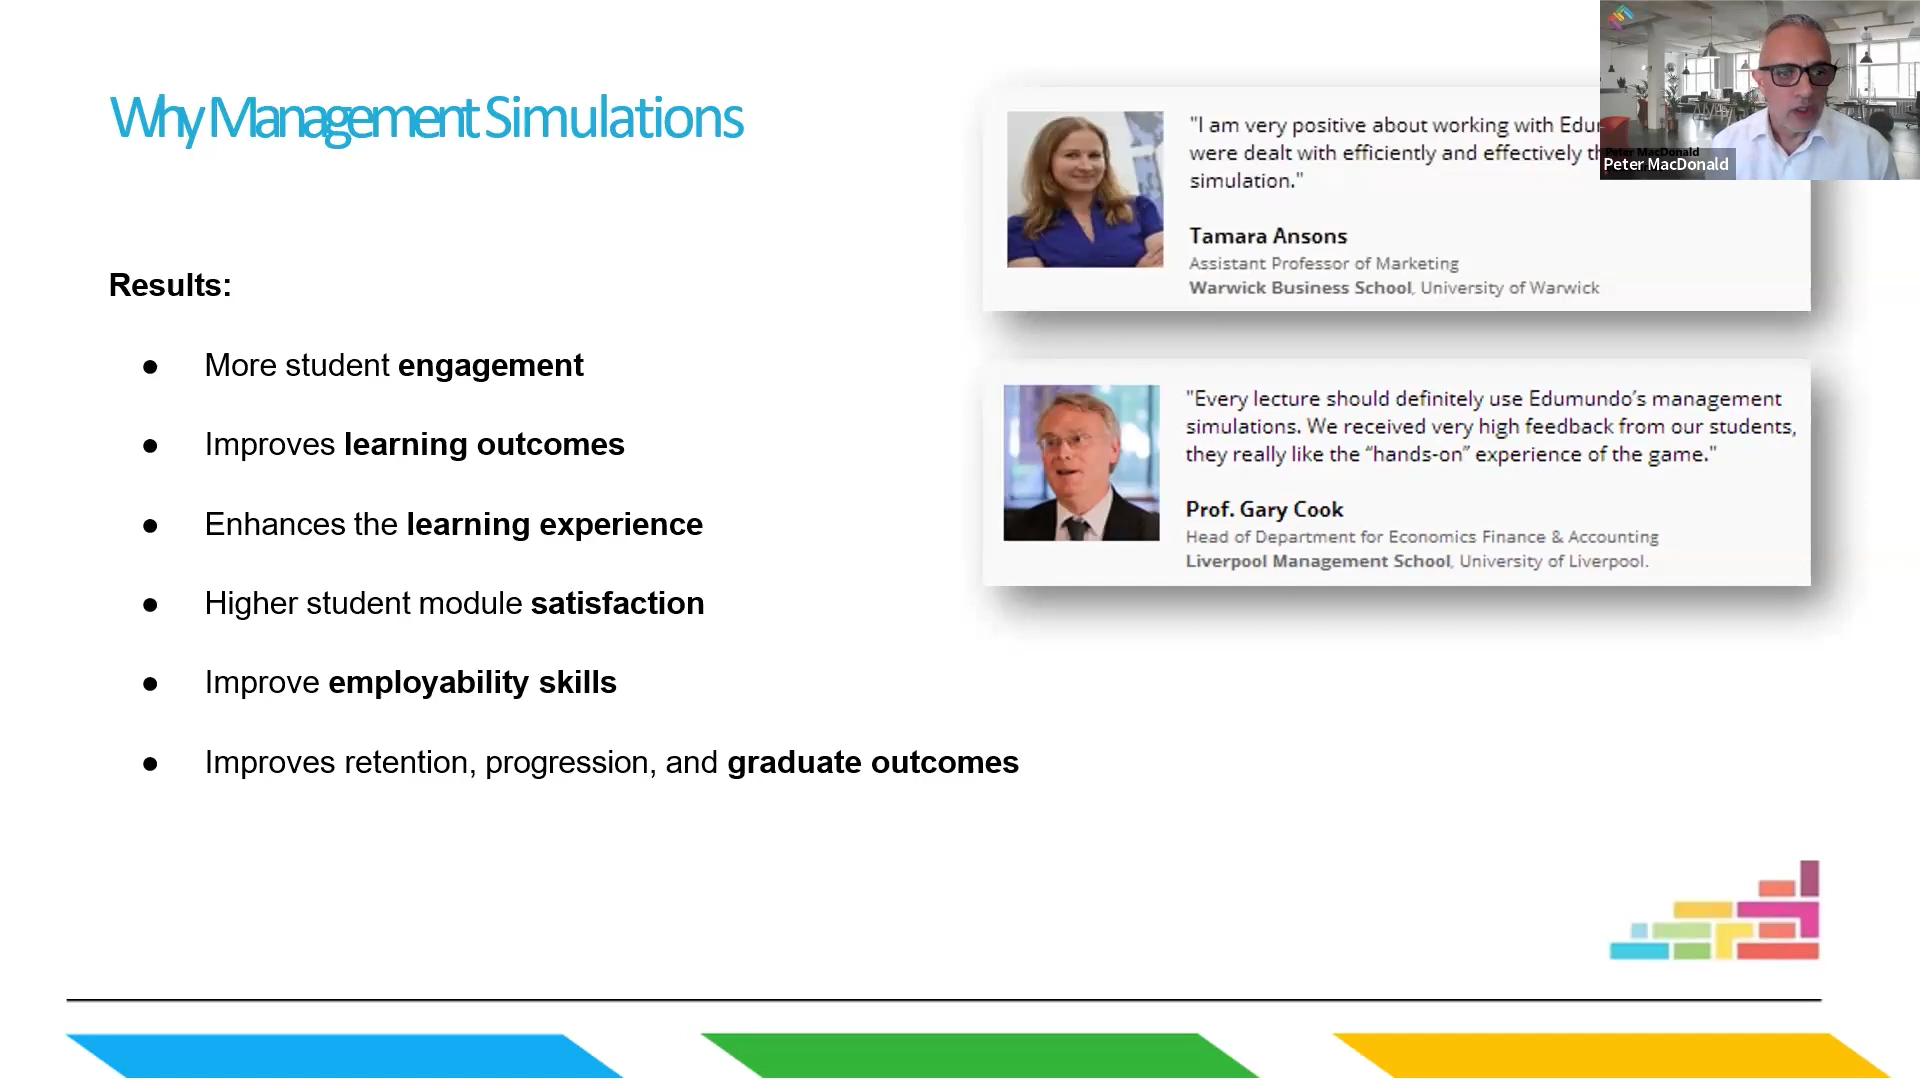 Why Management Simulations
Results:
● More student engagement
● Improves learning outcomes
● Enhances the learning experience
● Higher student module satisfaction
● Improve employability skills
● Improves retention, progression, and graduate outcomes
"I am very positive about working with
were dealt with efficiently and effectively
simulation."
Tamara Ansons
Assistant Professor of Marketing
Warwick Business School, University of Warwick
"Every lecture should definitely use Edumundo’s management
simulations. We received very high feedback from our students,
they really like the “hands-on” experience of the game."
Prof. Gary Cook
Head of Department for Economics Finance & Accounting
Liverpool Management School, University of Liverpool.
Peter MacDonald
Peter MacDonald